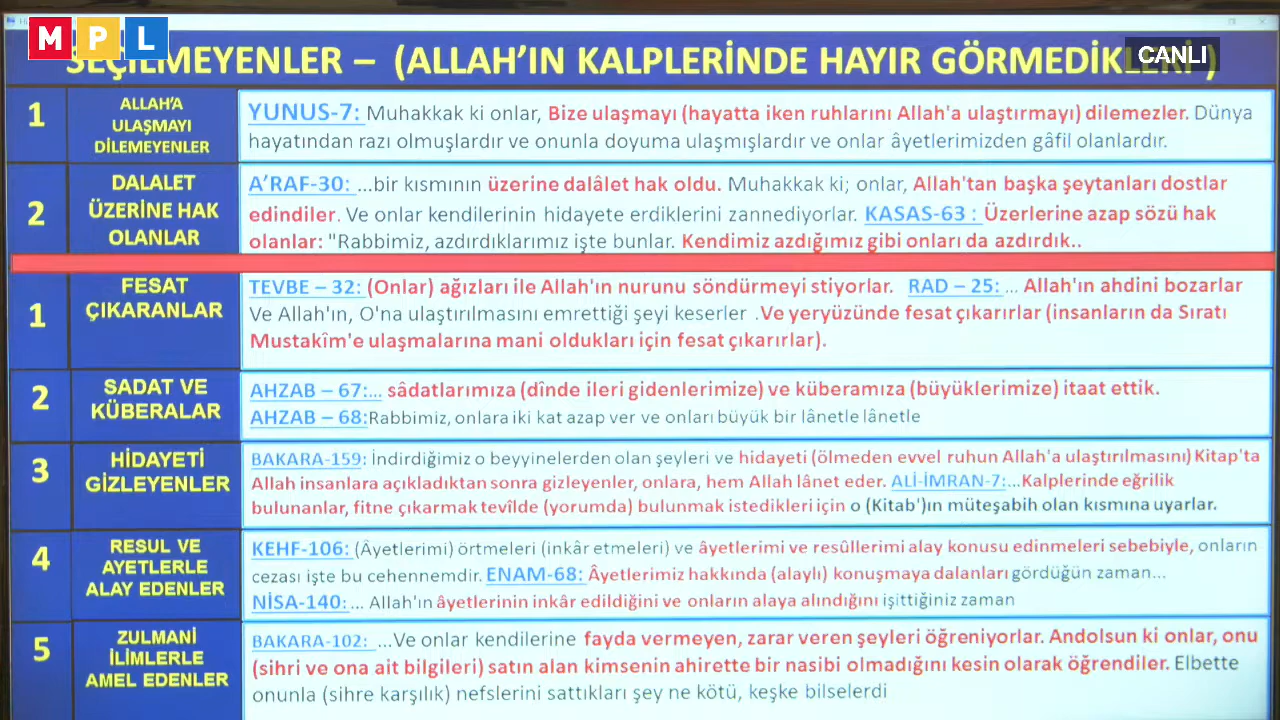 MPL
CANLI
SEÇİLMEYENLER – (ALLAH’IN KALPLERİNDE HAYIR GÖRMEDİKLERİ )
1
ALLAH’A
ULAŞMAYI
DİLEMEYENLER
YUNUS-7: Muhakkak ki onlar, Bize ulaşmayı (hayatta iken ruhlarını Allah'a ulaştırmayı) dilemezler. Dünya
hayatından razı olmuşlardır ve onunla doyuma ulaşmışlardır ve onlar âyetlerimizden gâfil olanlardır.
2
DALALET
ÜZERİNE HAK
OLANLAR
A’RAF-30: ...bir kısmının üzerine dalâlet hak oldu. Muhakkak ki; onlar, Allah'tan başka şeytanları dostlar
edindiler. Ve onlar kendilerinin hidayete erdiklerini zannediyorlar. KASAS-63 : Üzerlerine azap sözü hak
olanlar: "Rabbimiz, azdırdıklarımız işte bunlar. Kendimiz azdığımız gibi onları da azdırdık..
1
FESAT
ÇIKARANLAR
TEVBE – 32: (Onlar) ağızları ile Allah'ın nurunu söndürmeyi stiyorlar. RAD – 25: ... Allah'ın ahdini bozarlar
Ve Allah'ın, O'na ulaştırılmasını emrettiği şeyi keserler .Ve yeryüzünde fesat çıkarırlar (insanların da Sıratı
Mustakîm'e ulaşmalarına mani oldukları için fesat çıkarırlar).
2
SADAT VE
KÜBERALAR
AHZAB – 67:... sâdatlarımıza (dînde ileri gidenlerimize) ve küberamıza (büyüklerimize) itaat ettik.
AHZAB – 68:Rabbimiz, onlara iki kat azap ver ve onları büyük bir lânetle lânetle
3
HİDAYETİ
GİZLEYENLER
BAKARA-159: İndirdiğimiz o beyyinelerden olan şeyleri ve hidayeti (ölmeden evvel ruhun Allah'a ulaştırılmasını) Kitap'ta
Allah insanlara açıkladıktan sonra gizleyenler, onlara, hem Allah lânet eder. ALİ-İMRAN-7:...Kalplerinde eğrilik
bulunanlar, fitne çıkarmak tevîlde (yorumda) bulunmak istedikleri için o (Kitab')ın müteşabih olan kısmına uyarlar.
4
RESUL VE
AYETLERLE
ALAY EDENLER
KEHF-106: (Âyetlerimi) örtmeleri (inkâr etmeleri) ve âyetlerimi ve resûllerimi alay konusu edinmeleri sebebiyle, onların
cezası işte bu cehennemdir. ENAM-68: Âyetlerimiz hakkında (alaylı) konuşmaya dalanları gördüğün zaman...
NİSA-140: ... Allah'ın âyetlerinin inkâr edildiğini ve onların alaya alındığını işittiğiniz zaman
5
ZULMANİ
İLİMLERLE
AMEL EDENLER
BAKARA-102: ...Ve onlar kendilerine fayda vermeyen, zarar veren şeyleri öğreniyorlar. Andolsun ki onlar, onu
(sihri ve ona ait bilgileri) satın alan kimsenin ahirette bir nasibi olmadığını kesin olarak öğrendiler. Elbette
onunla (sihre karşılık) nefslerini sattıkları şey ne kötü, keşke bilselerdi